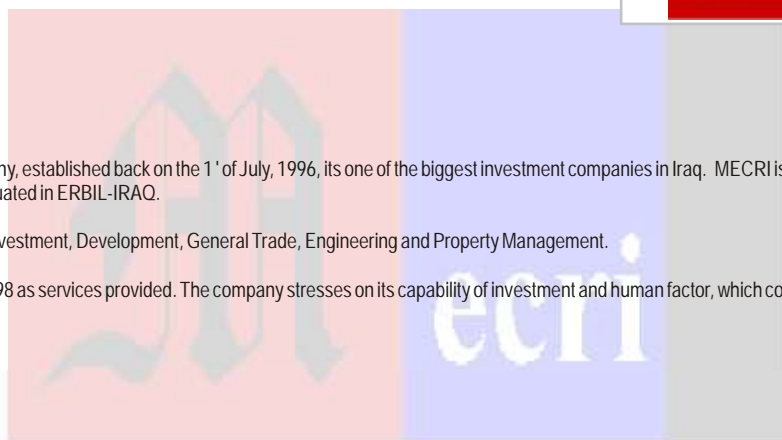 ny, established back on the 1 ' of July, 1996, its one of the biggest investment companies in Iraq. MECRI is
uated in ERBIL-IRAQ.
vestment, Development, General Trade, Engineering and Property Management.
98 as services provided. The company stresses on its capability of investment and human factor, which co
Mecri